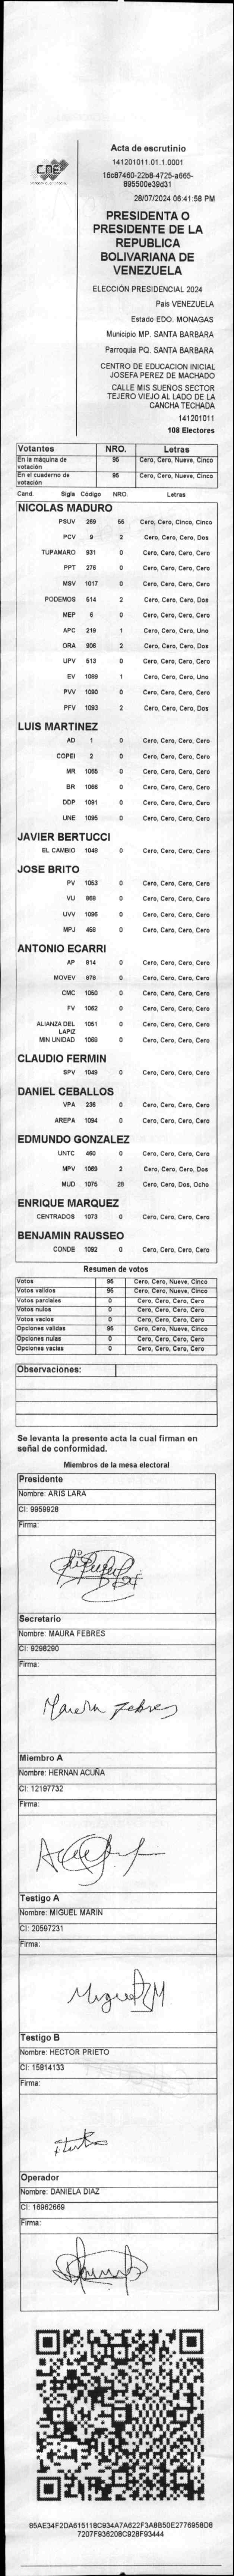 CNE
Acta de escrutinio
141201011.01.1.0001
16c87460-22b8-4725-a665-
895500e39d31
28/07/2024 06:41:58 PM
PRESIDENTA O
PRESIDENTE DE LA
REPUBLICA
BOLIVARIANA DE
VENEZUELA
ELECCIÓN PRESIDENCIAL 2024
Pais VENEZUELA
Estado EDO. MONAGAS
Municipio MP. SANTA BARBARA
Parroquia PQ. SANTA BARBARA
CENTRO DE EDUCACION INICIAL
JOSEFA PEREZ DE MACHADO
CALLE MIS SUEÑOS SECTOR
TEJERO VIEJO AL LADO DE LA
CANCHA TECHADA
141201011
108 Electores
Votantes NRO. Letras
En la máquina de votación 95 Cero, Cero, Nueve, Cinco
En el cuaderno de votación 95 Cero, Cero, Nueve, Cinco
Cand. Sigla Código NRO. Letras
NICOLAS MADURO
PSUV 269 55 Cero, Cero, Cinco, Cinco
PCV 9 2 Cero, Cero, Cero, Dos
TUPAMARO 931 0 Cero, Cero, Cero, Cero
PPT 276 0 Cero, Cero, Cero, Cero
MSV 1017 0 Cero, Cero, Cero, Cero
PODEMOS 514 2 Cero, Cero, Cero, Dos
MEP 6 0 Cero, Cero, Cero, Cero
APC 219 1 Cero, Cero, Cero, Uno
ORA 906 2 Cero, Cero, Cero, Dos
UPV 513 0 Cero, Cero, Cero, Cero
EV 1089 1 Cero, Cero, Cero, Uno
PVV 1090 0 Cero, Cero, Cero, Cero
PFV 1093 2 Cero, Cero, Cero, Dos
LUIS MARTINEZ
AD 1 0 Cero, Cero, Cero, Cero
COPEI 2 0 Cero, Cero, Cero, Cero
MR 1065 0 Cero, Cero, Cero, Cero
BR 1066 0 Cero, Cero, Cero, Cero
DDP 1091 0 Cero, Cero, Cero, Cero
UNE 1095 0 Cero, Cero, Cero, Cero
JAVIER BERTUCCI
EL CAMBIO 1048 0 Cero, Cero, Cero, Cero
JOSE BRITO
PV 1053 0 Cero, Cero, Cero, Cero
VU 868 0 Cero, Cero, Cero, Cero
UVV 1096 0 Cero, Cero, Cero, Cero
MPJ 458 0 Cero, Cero, Cero, Cero
ANTONIO ECARRI
AP 814 0 Cero, Cero, Cero, Cero
MOVEV 978 0 Cero, Cero, Cero, Cero
CMC 1050 0 Cero, Cero, Cero, Cero
FV 1062 0 Cero, Cero, Cero, Cero
ALIANZA DEL LAPIZ 1051 0 Cero, Cero, Cero, Cero
MIN UNIDAD 1088 0 Cero, Cero, Cero, Cero
CLAUDIO FERMIN
SPV 1049 0 Cero, Cero, Cero, Cero
DANIEL CEBALLOS
VPA 236 0 Cero, Cero, Cero, Cero
AREPA 1094 0 Cero, Cero, Cero, Cero
EDMUNDO GONZALEZ
UNTC 460 0 Cero, Cero, Cero, Cero
MPV 1069 2 Cero, Cero, Cero, Dos
MUD 1075 28 Cero, Cero, Dos, Ocho
ENRIQUE MARQUEZ
CENTRADOS 1073 0 Cero, Cero, Cero, Cero
BENJAMIN RAUSSEO
CONDE 1092 0 Cero, Cero, Cero, Cero
Resumen de votos
Votos 95 Cero, Cero, Nueve, Cinco
Votos validos 95 Cero, Cero, Nueve, Cinco
Votos parciales 0 Cero, Cero, Cero, Cero
Votos nulos 0 Cero, Cero, Cero, Cero
Votos vacios 0 Cero, Cero, Cero, Cero
Opciones validas 95 Cero, Cero, Nueve, Cinco
Opciones nulas 0 Cero, Cero, Cero, Cero
Opciones vacias 0 Cero, Cero, Cero, Cero
Observaciones:
Se levanta la presente acta la cual firman en
señal de conformidad.
Miembros de la mesa electoral
Presidente
Nombre: ARIS LARA
CI: 9959928
Firma:
Secretario
Nombre: MAURA FEBRES
CI: 9298290
Firma:
Maura Febres
Miembro A
Nombre: HERNAN ACUÑA
CI: 12197732
Firma:
Testigo A
Nombre: MIGUEL MARIN
CI: 20597231
Firma:
Miguel M
Testigo B
Nombre: HECTOR PRIETO
CI: 15814133
Firma:
Operador
Nombre: DANIELA DIAZ
CI: 16962669
Firma:
85AE34F2DA615118C934A7A622F3A8B50E2776958D8
7207F936208C928F93444